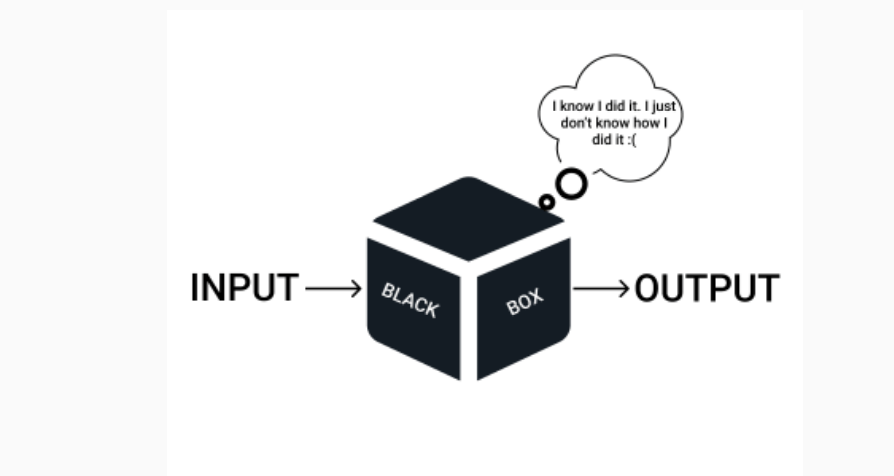 I know I did it. I just
don't know how I
did it :(
INPUT
BLACK
BOX
OUTPUT